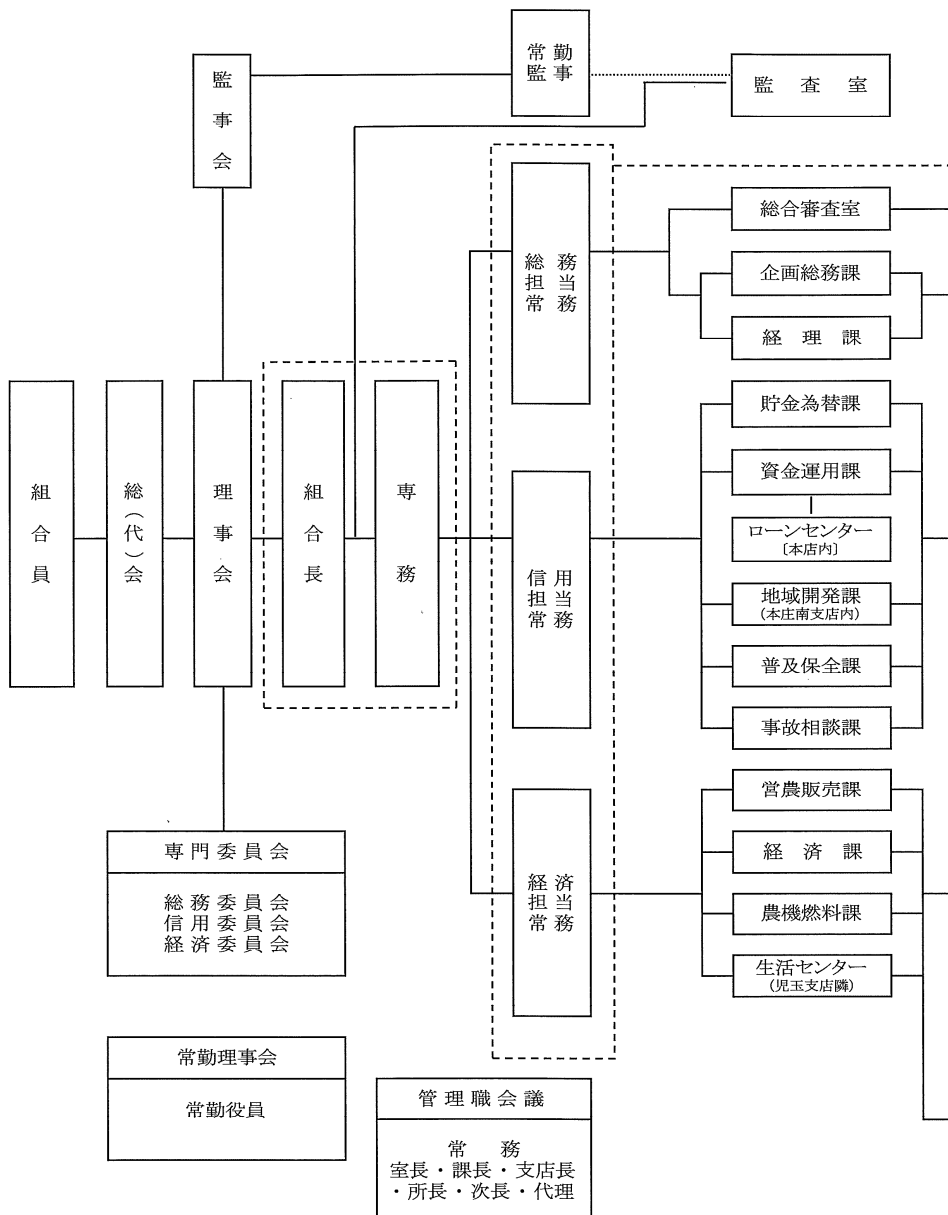 常勤
監事
監査室
監事会
総務
担当
常務
総合審査室
企画総務課
経理課
組合員
総(代)会
理事会
組合長
専務
信用
担当
常務
貯金為替課
資金運用課
ローンセンター
〔本店内〕
地域開発課
(本庄南支店内)
普及保全課
事故相談課
経済
担当
常務
営農販売課
経済課
農機燃料課
生活センター
(児玉支店隣)
専門委員会
総務委員会
信用委員会
経済委員会
常勤理事会
常勤役員
管理職会議
常務
室長・課長・支店長
・所長・次長・代理